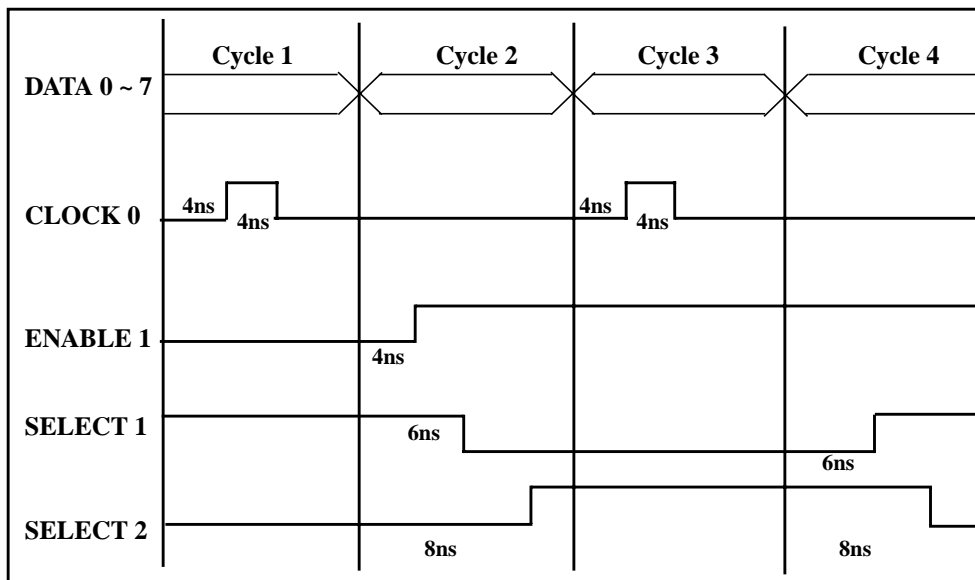 Cycle 1 Cycle 2 Cycle 3 Cycle 4
DATA 0 ~ 7
4ns 4ns
CLOCK 0 4ns 4ns
ENABLE 1
4ns
SELECT 1
6ns 6ns
SELECT 2
8ns 8ns